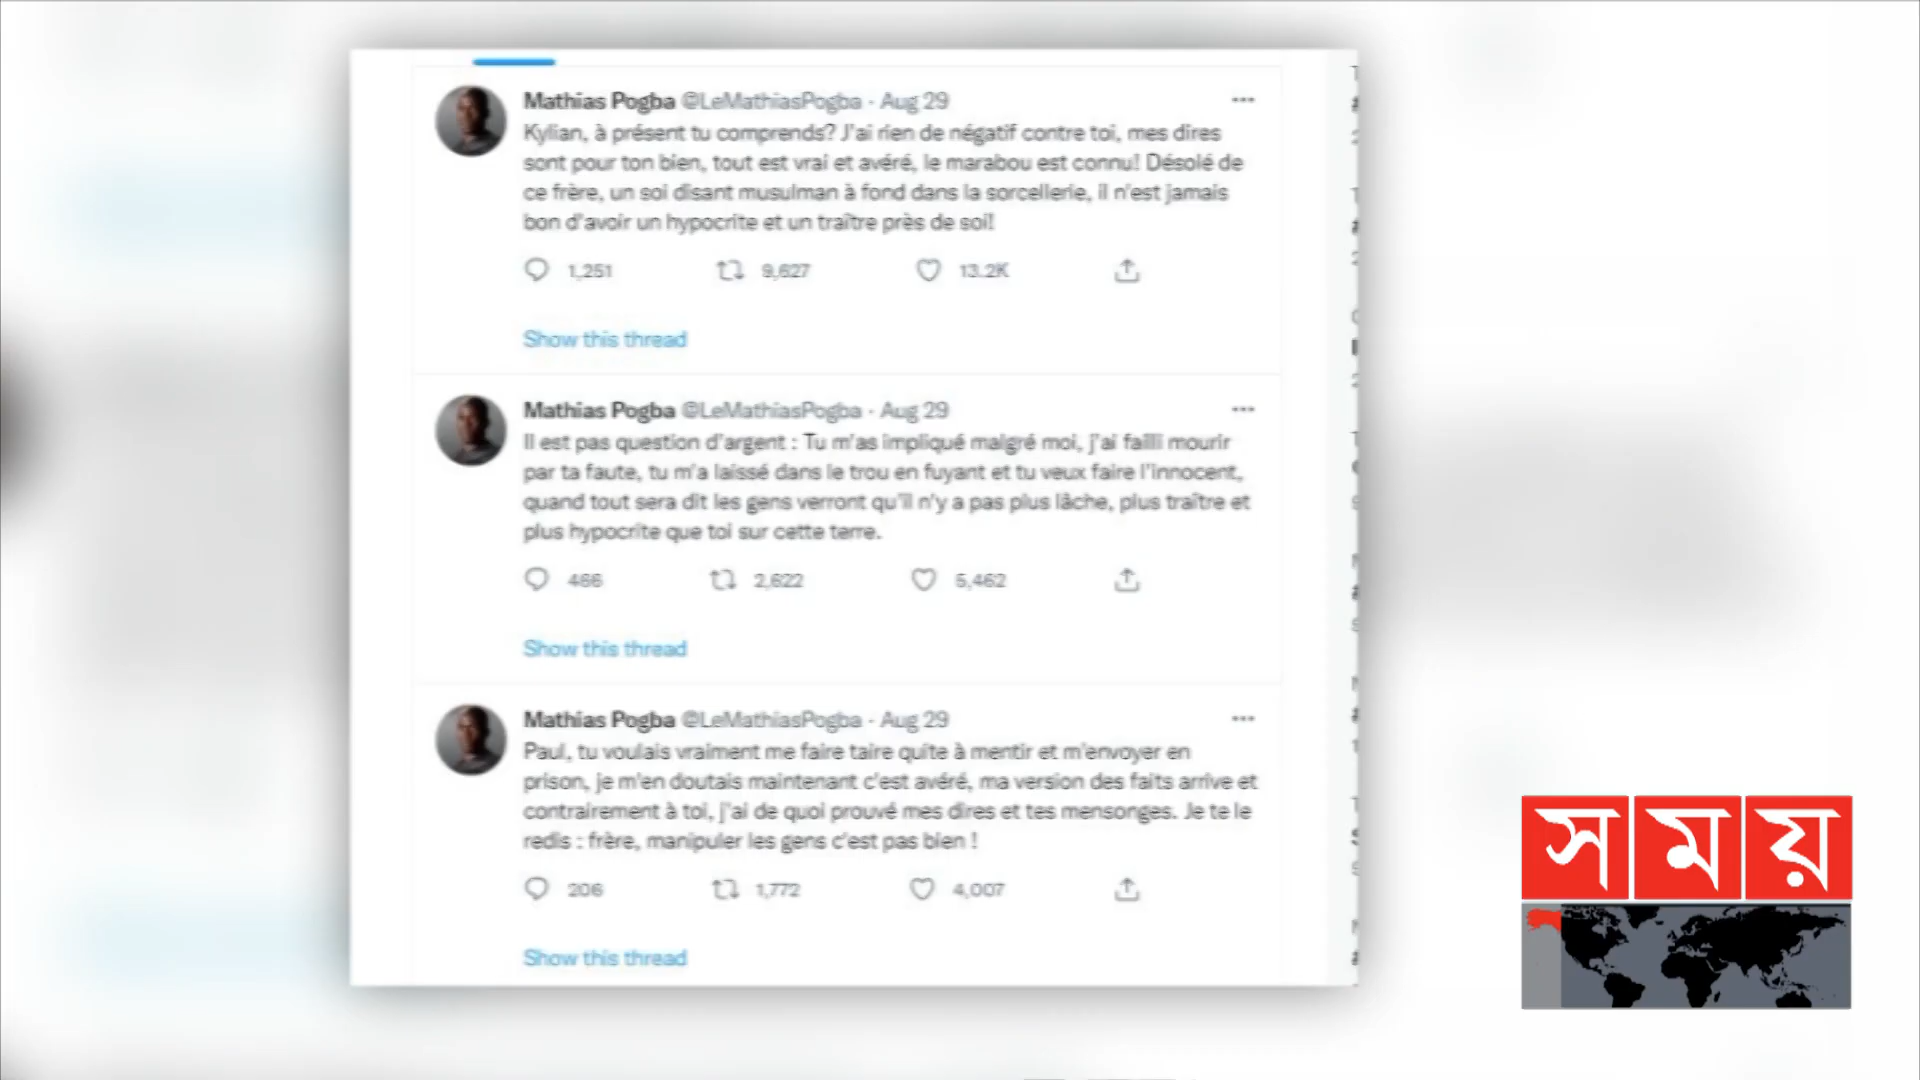 Mathias Pogba @LeMathiasPogba · Aug 29
Kylian, à présent tu comprends? J'ai rien de négatif contre toi, mes dires
sont pour ton bien, tout est vrai et avéré, le marabou est connu! Désolé de
ce frère, un soi disant musulman à fond dans la sorcellerie, il n'est jamais
bon d'avoir un hypocrite et un traître près de soi!
1,251 9,627 13.2K
Show this thread
Mathias Pogba @LeMathiasPogba · Aug 29
Il est pas question d'argent : Tu m'as impliqué malgré moi, j'ai failli mourir
par ta faute, tu m'a laissé dans le trou en fuyant et tu veux faire l'innocent,
quand tout sera dit les gens verront qu'il n'y a pas plus lâche, plus traître et
plus hypocrite que toi sur cette terre.
466 2,622 5,462
Show this thread
Mathias Pogba @LeMathiasPogba · Aug 29
Paul, tu voulais vraiment me faire taire quite à mentir et m'envoyer en
prison, je m'en doutais maintenant c'est avéré, ma version des faits arrive et
contrairement à toi, j'ai de quoi prouvé mes dires et tes mensonges. Je te le
redis : frère, manipuler les gens c'est pas bien !
206 1,772 4,007
Show this thread
সময়